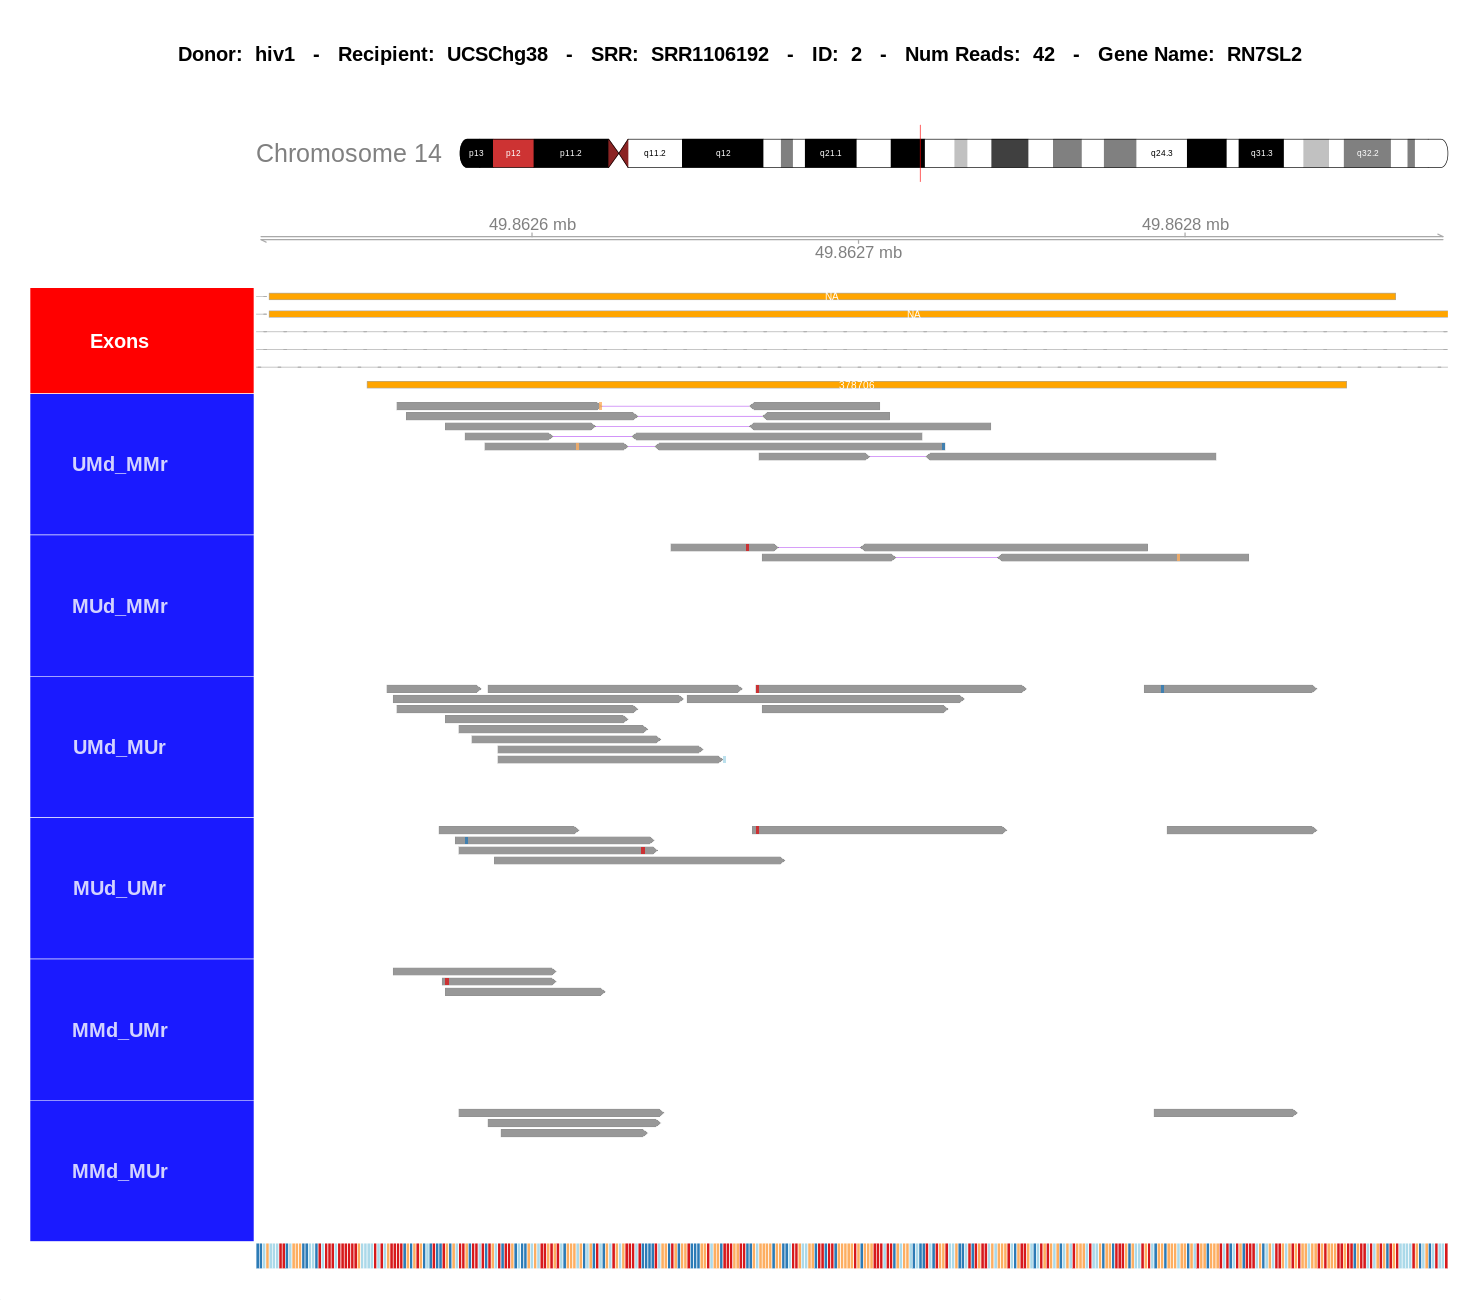 Donor: hiv1 - Recipient: UCSChg38 - SRR: SRR1106192 - ID: 2 - Num Reads: 42 - Gene Name: RN7SL2
Chromosome 14 p13 p12 p11.2 q11.2 q12 q21.1 q24.3 q31.3 q32.2
49.8626 mb 49.8628 mb
49.8627 mb
NA
NA
Exons
378706
UMd_MMr
MUd_MMr
UMd_MUr
MUd_UMr
MMd_UMr
MMd_MUr